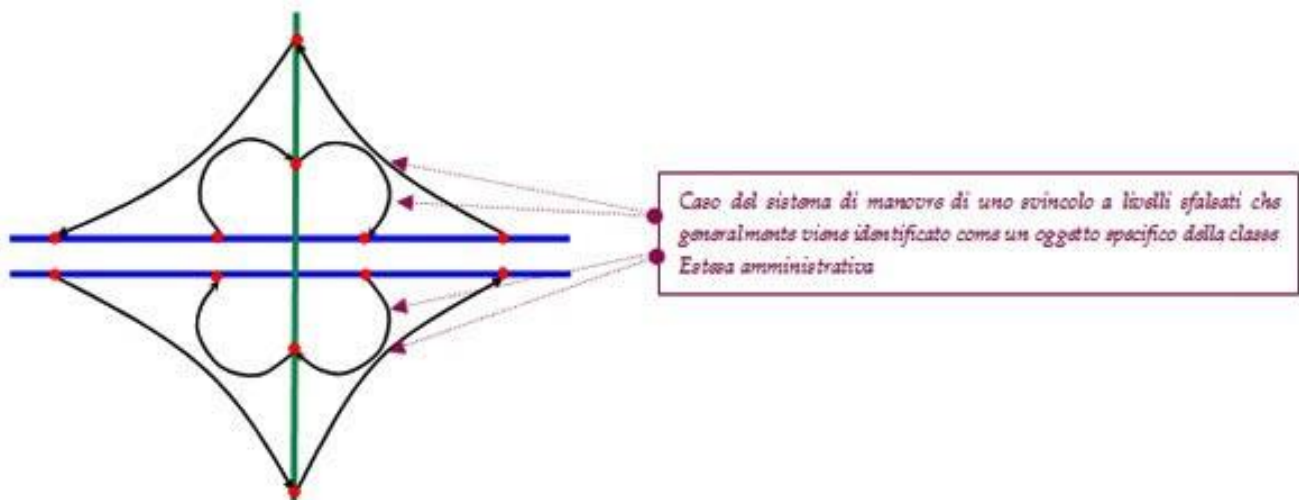 Caso del sistema di manovre di uno svincolo a livelli sfalsati che
generalmente viene identificato come un oggetto specifico della classe
Estesa amministrativa